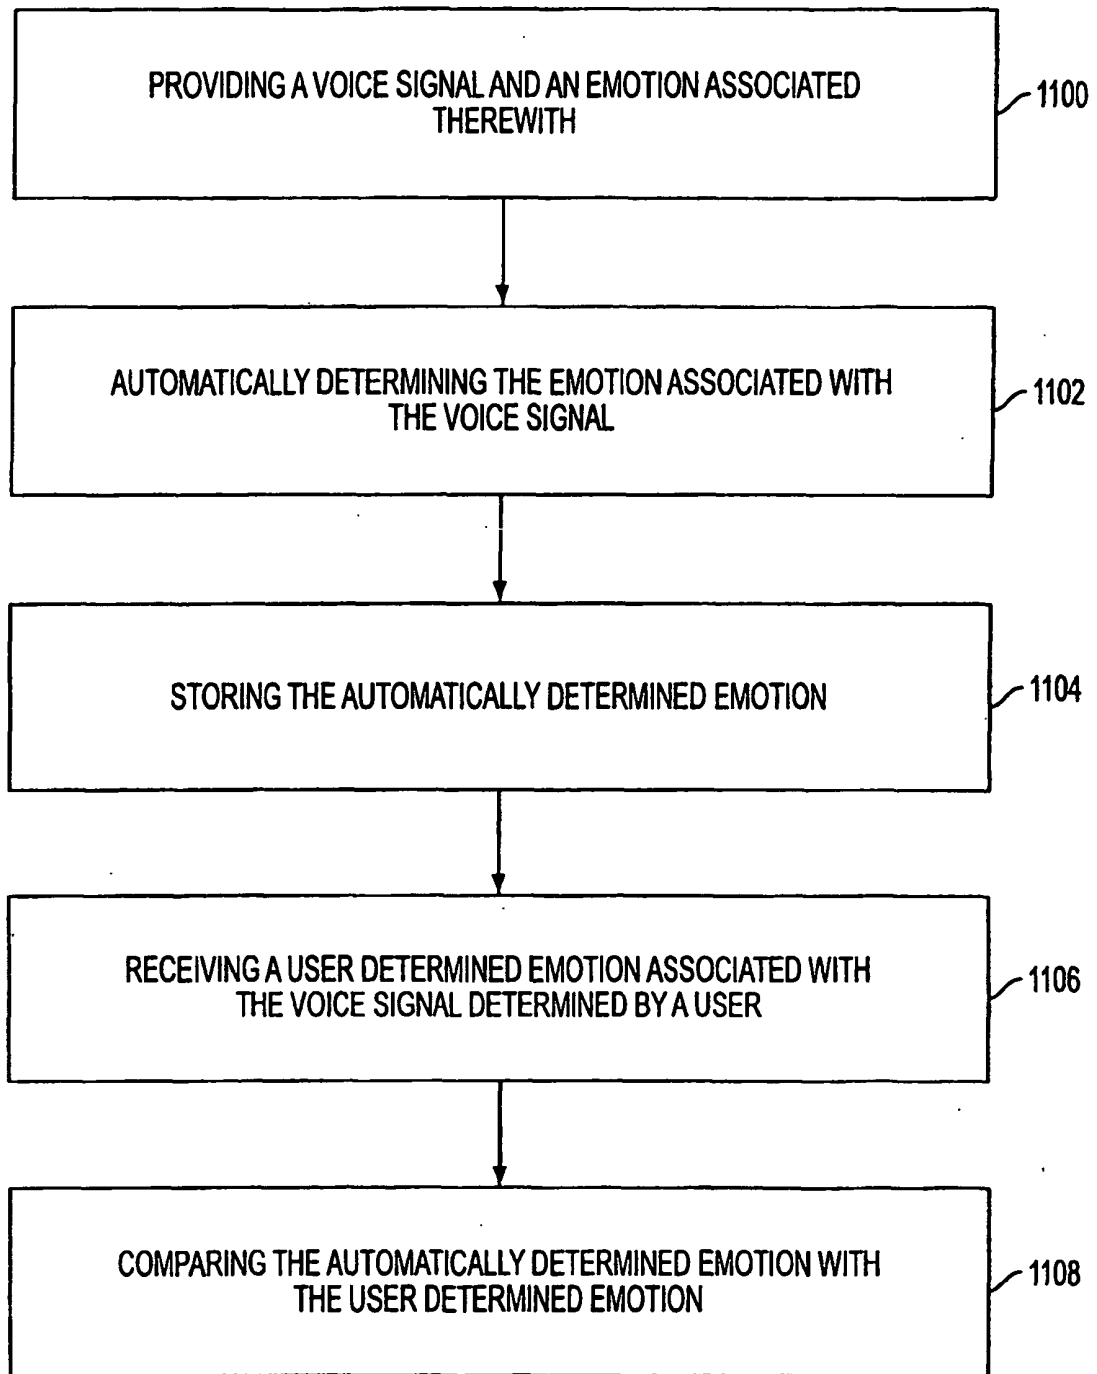 PROVIDING A VOICE SIGNAL AND AN EMOTION ASSOCIATED
THEREWITH
1100
AUTOMATICALLY DETERMINING THE EMOTION ASSOCIATED WITH
THE VOICE SIGNAL
1102
STORING THE AUTOMATICALLY DETERMINED EMOTION
1104
RECEIVING A USER DETERMINED EMOTION ASSOCIATED WITH
THE VOICE SIGNAL DETERMINED BY A USER
1106
COMPARING THE AUTOMATICALLY DETERMINED EMOTION WITH
THE USER DETERMINED EMOTION
1108